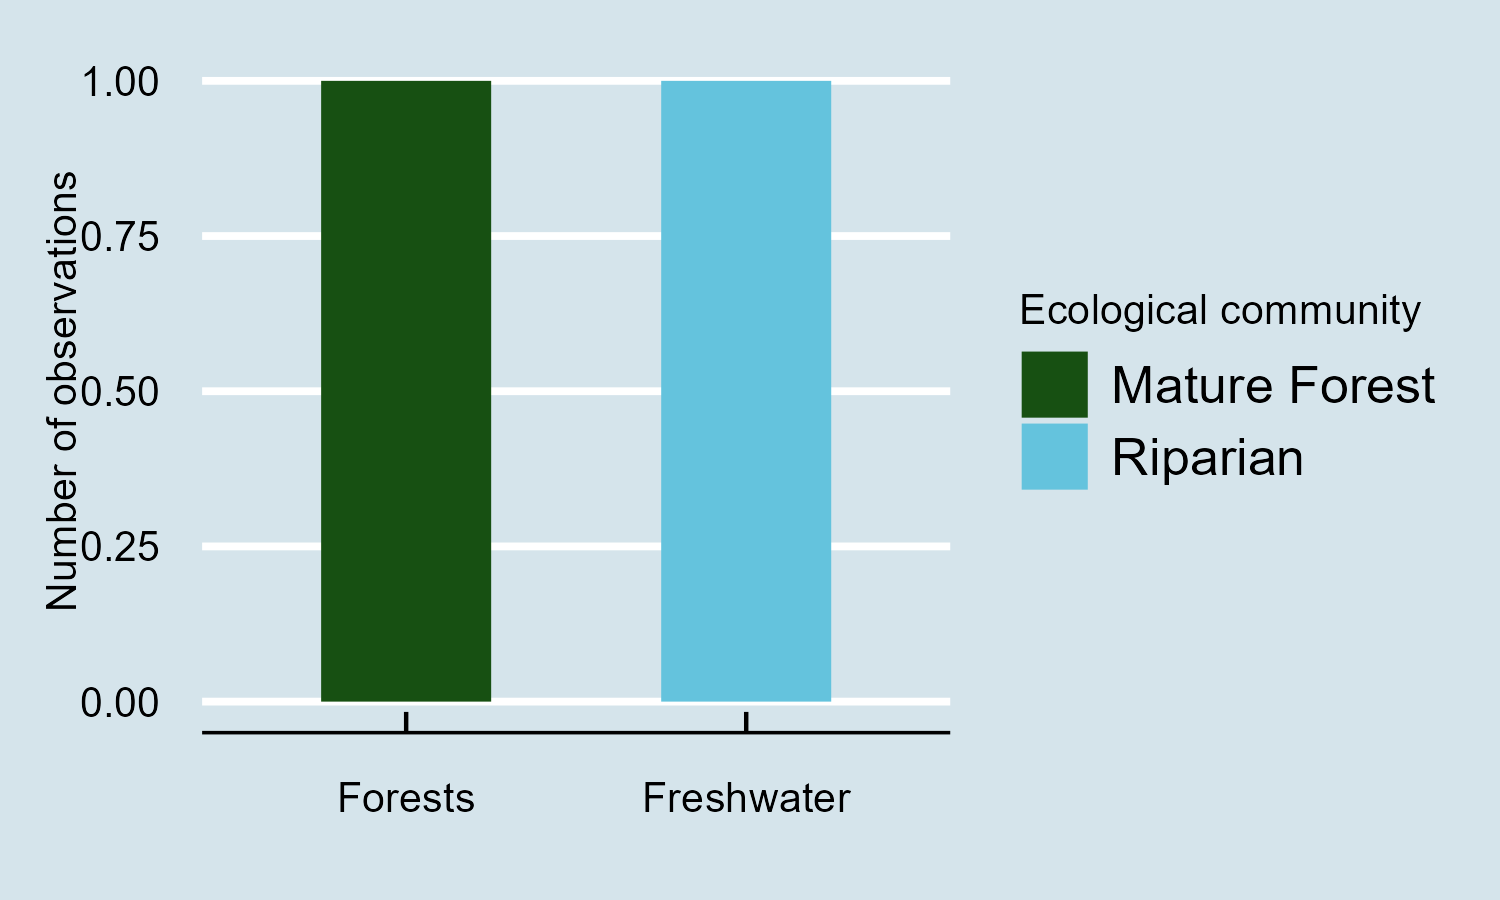 1.00
0.75
0.50
0.25
0.00
Number of observations
Forests
Freshwater
Ecological community
Mature Forest
Riparian